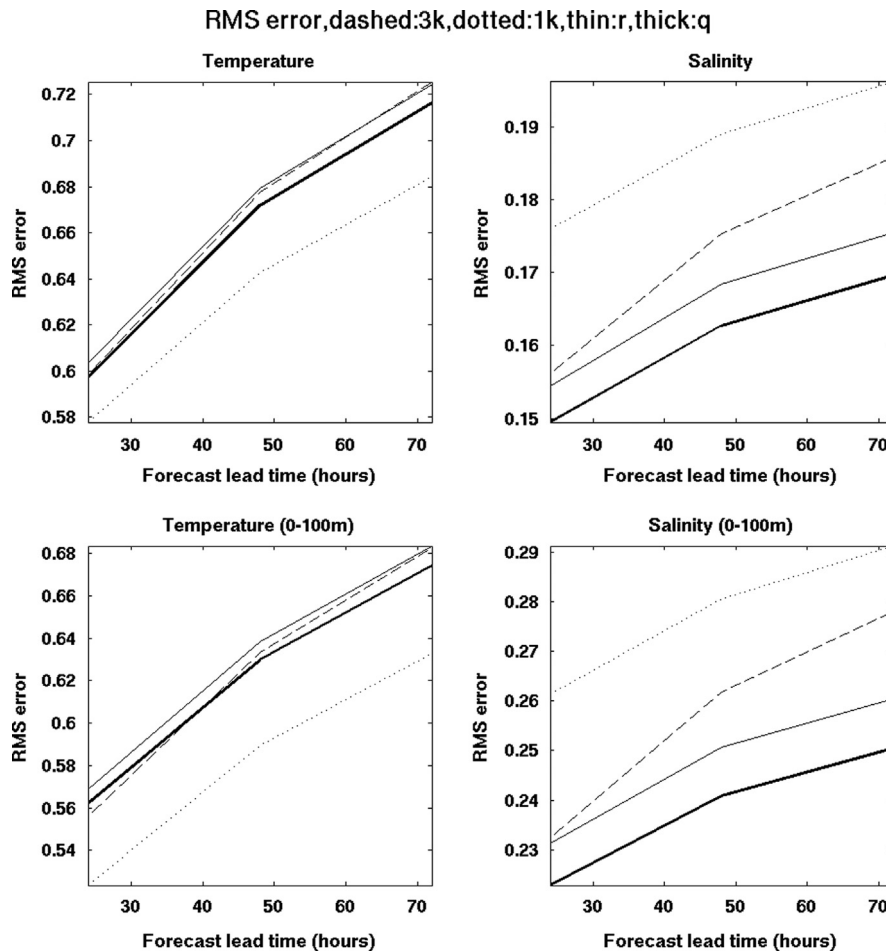 RMS error,dashed:3k,dotted:1k,thin:r,thick:q
Temperature
0.72
0.7
0.68
0.66
0.64
0.62
0.6
0.58
RMS error
30 40 50 60 70
Forecast lead time (hours)
Salinity
0.19
0.18
0.17
0.16
0.15
RMS error
30 40 50 60 70
Forecast lead time (hours)
Temperature (0-100m)
0.68
0.66
0.64
0.62
0.6
0.58
0.56
0.54
RMS error
30 40 50 60 70
Forecast lead time (hours)
Salinity (0-100m)
0.29
0.28
0.27
0.26
0.25
0.24
0.23
RMS error
30 40 50 60 70
Forecast lead time (hours)